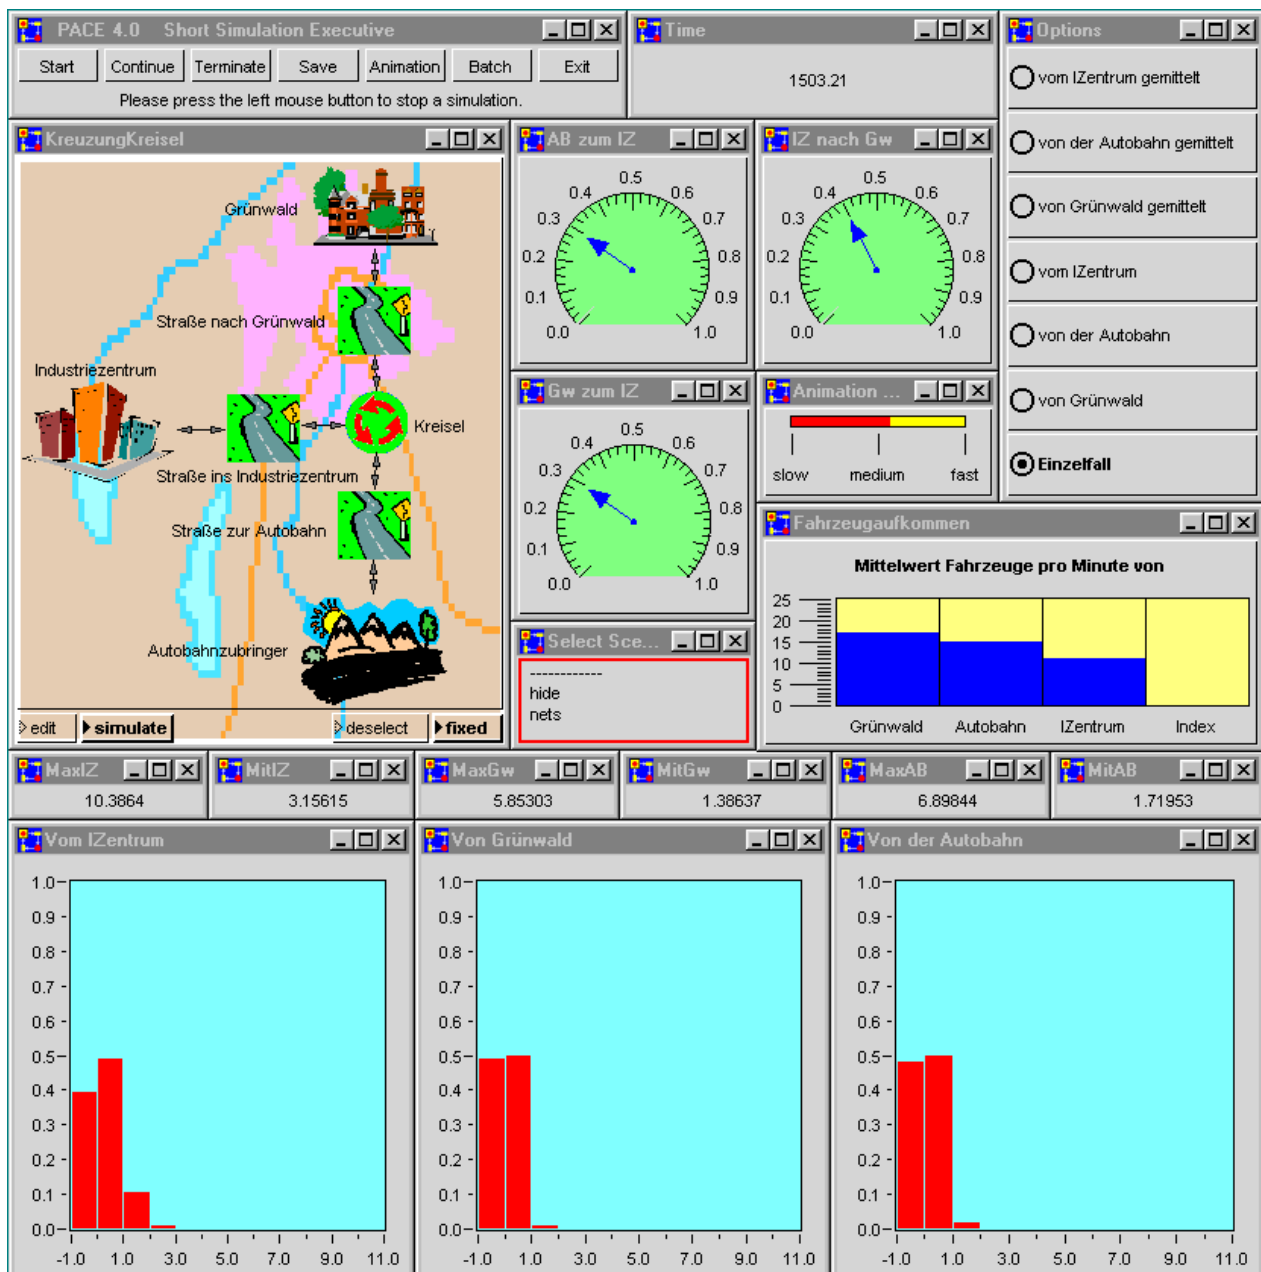 PACE 4.0 Short Simulation Executive
Start Continue Terminate Save Animation Batch Exit
Please press the left mouse button to stop a simulation.
Time
1503.21
Options
vom IZentrum gemittelt
von der Autobahn gemittelt
von Grünwald gemittelt
vom IZentrum
von der Autobahn
von Grünwald
Einzelfall
KreuzungKreisel
Grünwald
Straße nach Grünwald
Industriezentrum
Kreisel
Straße ins Industriezentrum
Straße zur Autobahn
Autobahnzubringer
edit simulate deselect fixed
AB zum IZ
0.0 0.1 0.2 0.3 0.4 0.5 0.6 0.7 0.8 0.9 1.0
IZ nach Gw
0.0 0.1 0.2 0.3 0.4 0.5 0.6 0.7 0.8 0.9 1.0
Gw zum IZ
0.0 0.1 0.2 0.3 0.4 0.5 0.6 0.7 0.8 0.9 1.0
Animation ...
slow medium fast
Select Sce...
------------
hide
nets
Fahrzeugaufkommen
Mittelwert Fahrzeuge pro Minute von
25
20
15
10
5
0
Grünwald Autobahn IZentrum Index
MaxIZ
10.3864
MitIZ
3.15615
MaxGw
5.85303
MitGw
1.38637
MaxAB
6.89844
MitAB
1.71953
Vom IZentrum
1.0
0.9
0.8
0.7
0.6
0.5
0.4
0.3
0.2
0.1
0.0
-1.0 1.0 3.0 5.0 7.0 9.0 11.0
Von Grünwald
1.0
0.9
0.8
0.7
0.6
0.5
0.4
0.3
0.2
0.1
0.0
-1.0 1.0 3.0 5.0 7.0 9.0 11.0
Von der Autobahn
1.0
0.9
0.8
0.7
0.6
0.5
0.4
0.3
0.2
0.1
0.0
-1.0 1.0 3.0 5.0 7.0 9.0 11.0